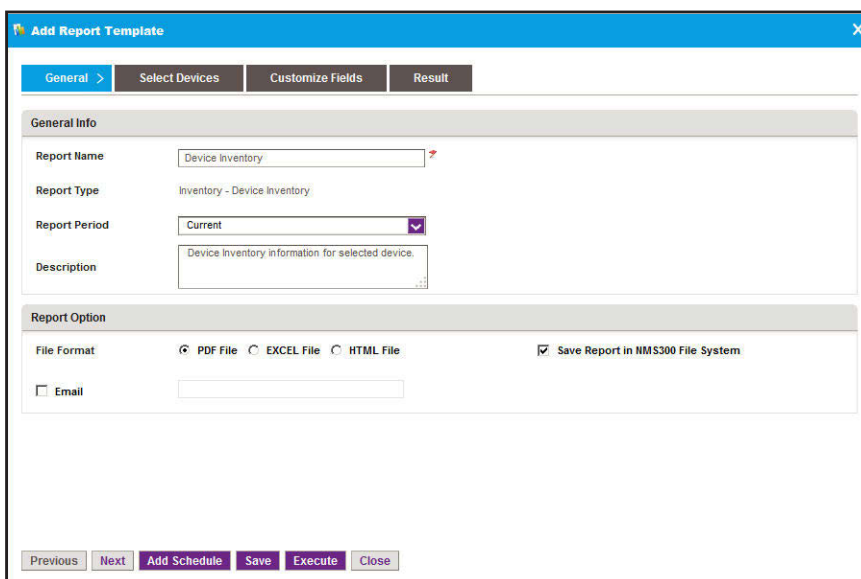 Add Report Template X
General > Select Devices Customize Fields Result
General Info
Report Name Device Inventory *
Report Type Inventory - Device Inventory
Report Period Current
Description Device Inventory information for selected device.
Report Option
File Format PDF File EXCEL File HTML File Save Report in NMS300 File System
Email
Previous Next Add Schedule Save Execute Close